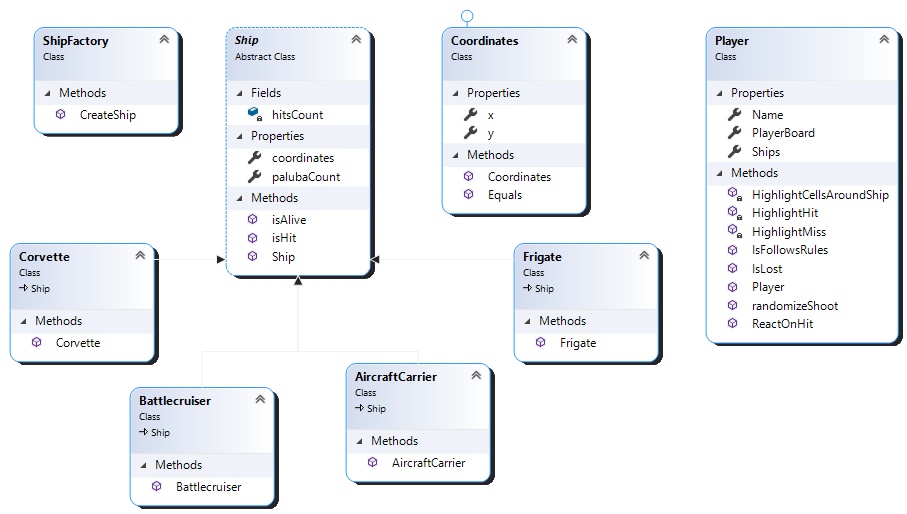 ShipFactory
Class
Methods
CreateShip
Ship
Abstract Class
Fields
hitsCount
Properties
coordinates
palubaCount
Methods
isAlive
isHit
Ship
Coordinates
Class
Properties
x
y
Methods
Coordinates
Equals
Player
Class
Properties
Name
PlayerBoard
Ships
Methods
HighlightCellsAroundShip
HighlightHit
HighlightMiss
IsFollowsRules
IsLost
Player
randomizeShoot
ReactOnHit
Corvette
Class
Ship
Methods
Corvette
Frigate
Class
Ship
Methods
Frigate
Battlecruiser
Class
Ship
Methods
Battlecruiser
AircraftCarrier
Class
Ship
Methods
AircraftCarrier